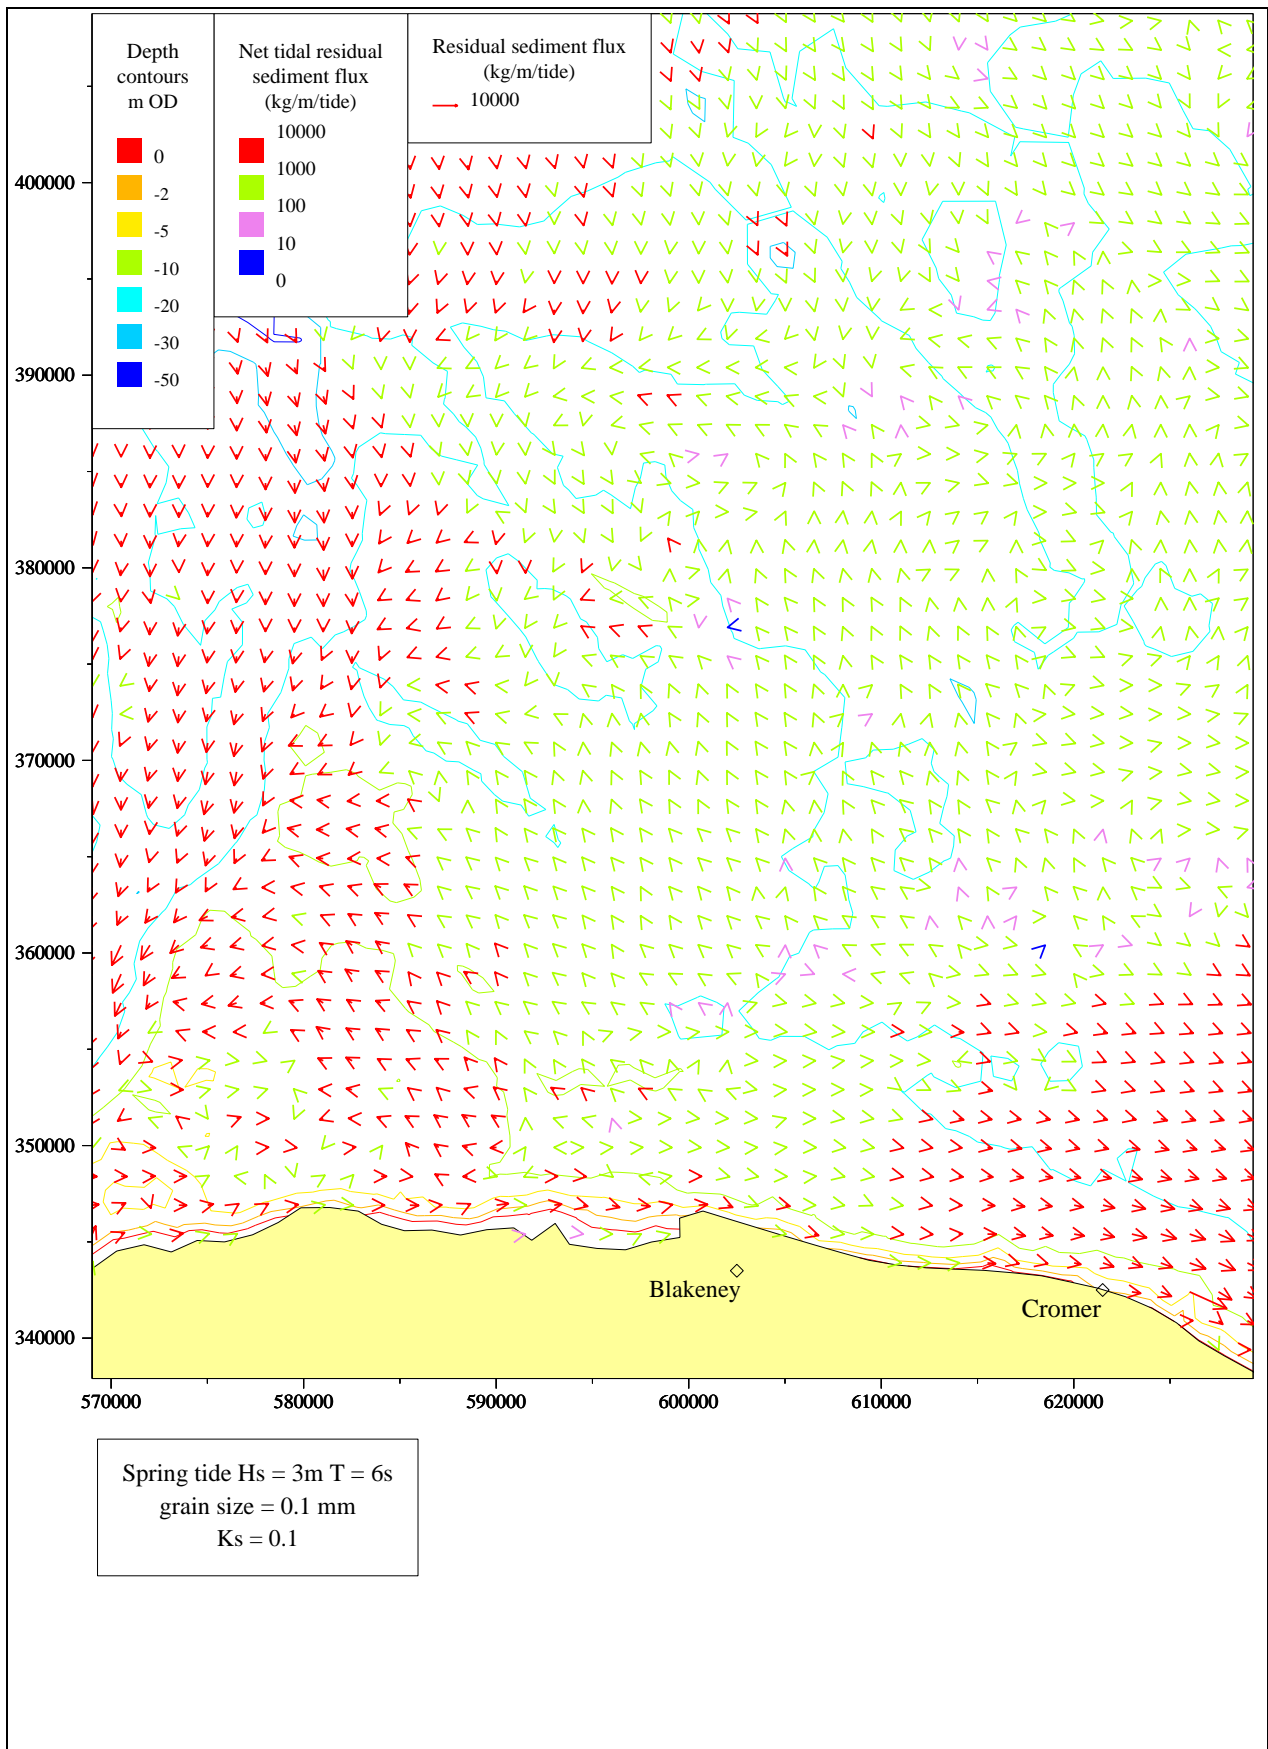 Depth
contours
m OD
0
-2
-5
-10
-20
-30
-50
Net tidal residual
sediment flux
(kg/m/tide)
10000
1000
100
10
0
Residual sediment flux
(kg/m/tide)
10000
400000
390000
380000
370000
360000
350000
340000
Blakeney
Cromer
570000 580000 590000 600000 610000 620000
Spring tide Hs = 3m T = 6s
grain size = 0.1 mm
Ks = 0.1